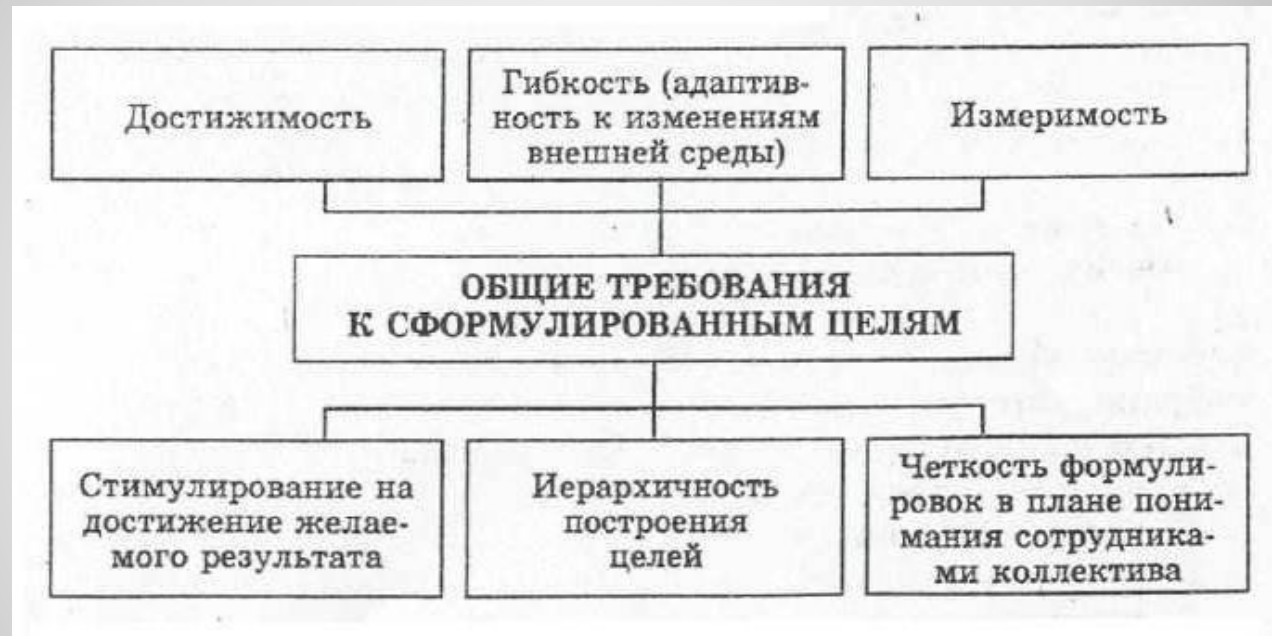 Достижимость
Гибкость (адаптив-
ность к изменениям
внешней среды)
Измеримость
ОБЩИЕ ТРЕБОВАНИЯ
К СФОРМУЛИРОВАННЫМ ЦЕЛЯМ
Стимулирование на
достижение желае-
мого результата
Иерархичность
построения
целей
Четкость формули-
ровок в плане пони-
мания сотрудника-
ми коллектива